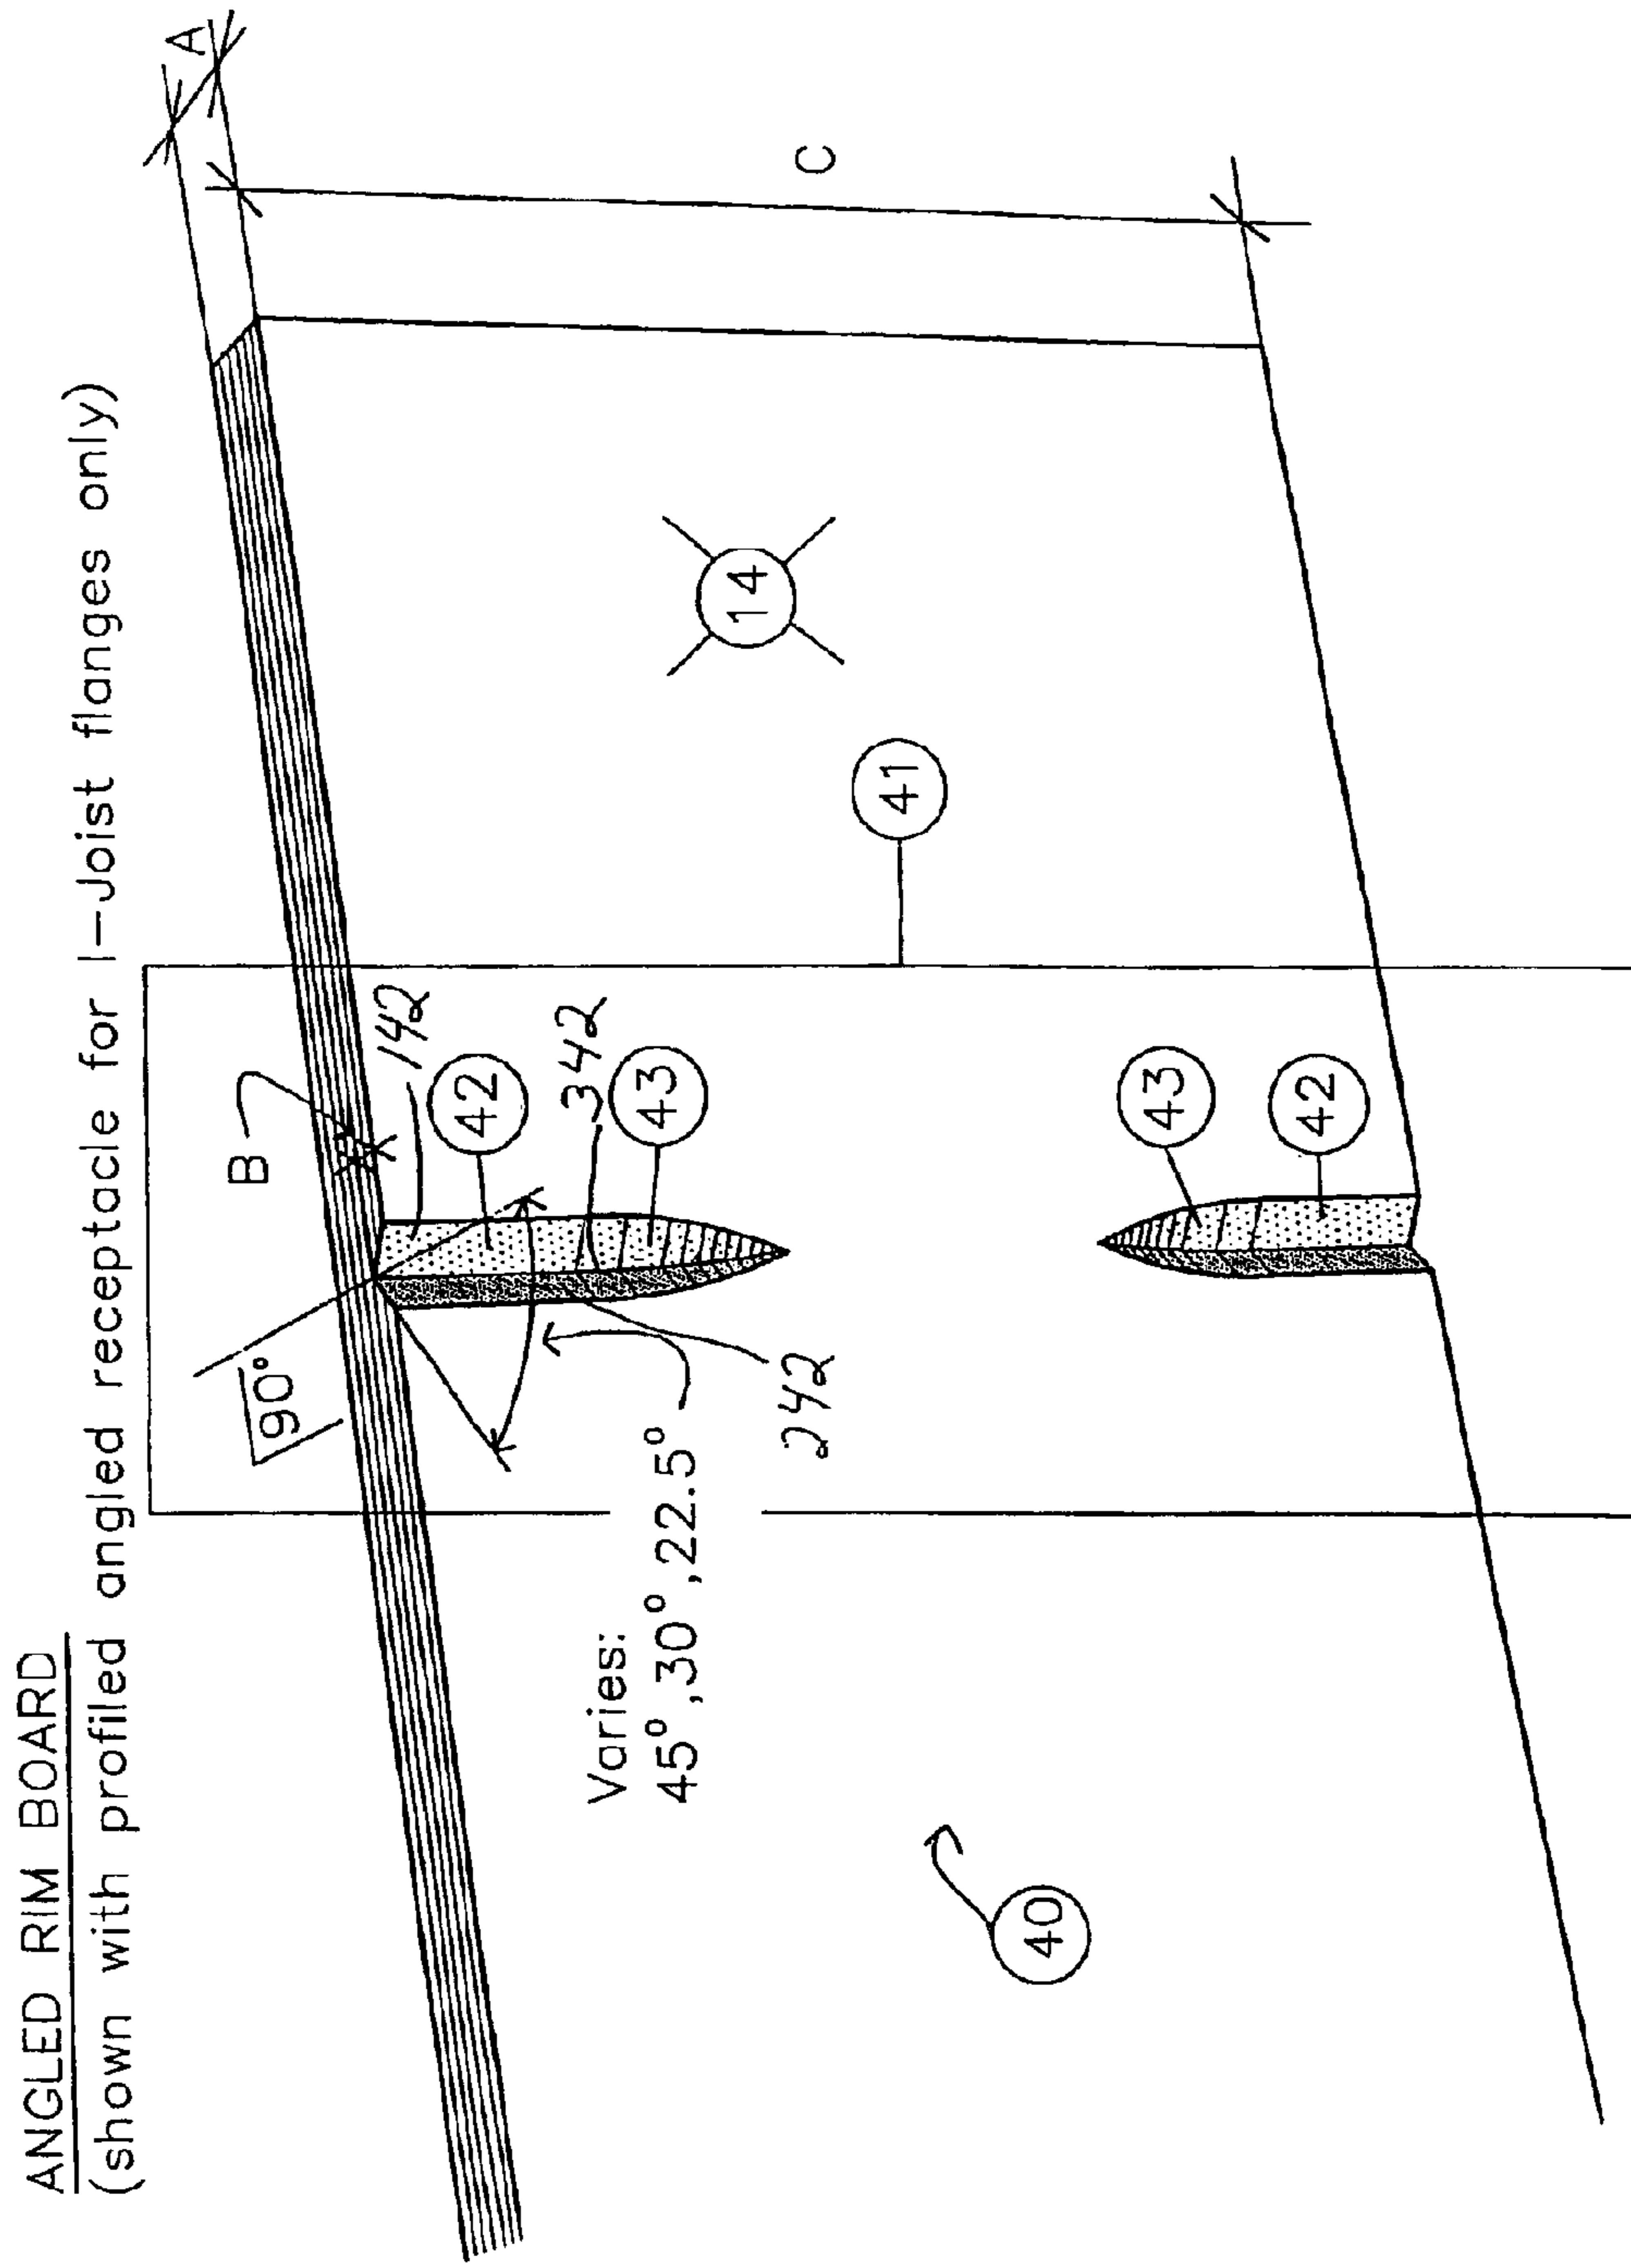 ANGLED RIM BOARD
(shown with profiled angled receptacle for I-Joist flanges only)
A
B
90°
142
42
342
43
Varies:
45°,30°,22.5°
242
C
14
41
40
43
42